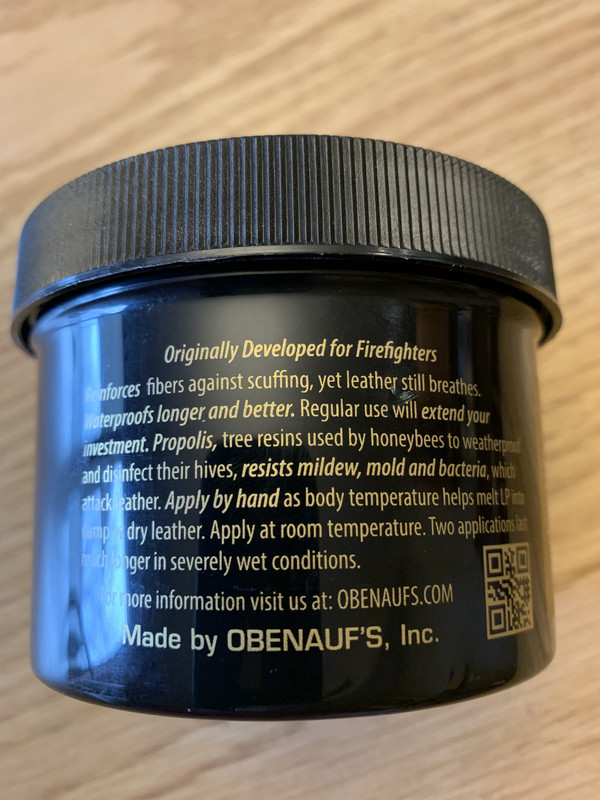 Originally Developed for Firefighters
Reinforces fibers against scuffing, yet leather still breathes.
Waterproofs longer and better. Regular use will extend your
investment. Propolis, tree resins used by honeybees to weatherproof
and disinfect their hives, resists mildew, mold and bacteria, which
attack leather. Apply by hand as body temperature helps melt LP into
damp or dry leather. Apply at room temperature. Two applications last
much longer in severely wet conditions.
For more information visit us at: OBENAUFS.COM
Made by OBENAUF'S, Inc.